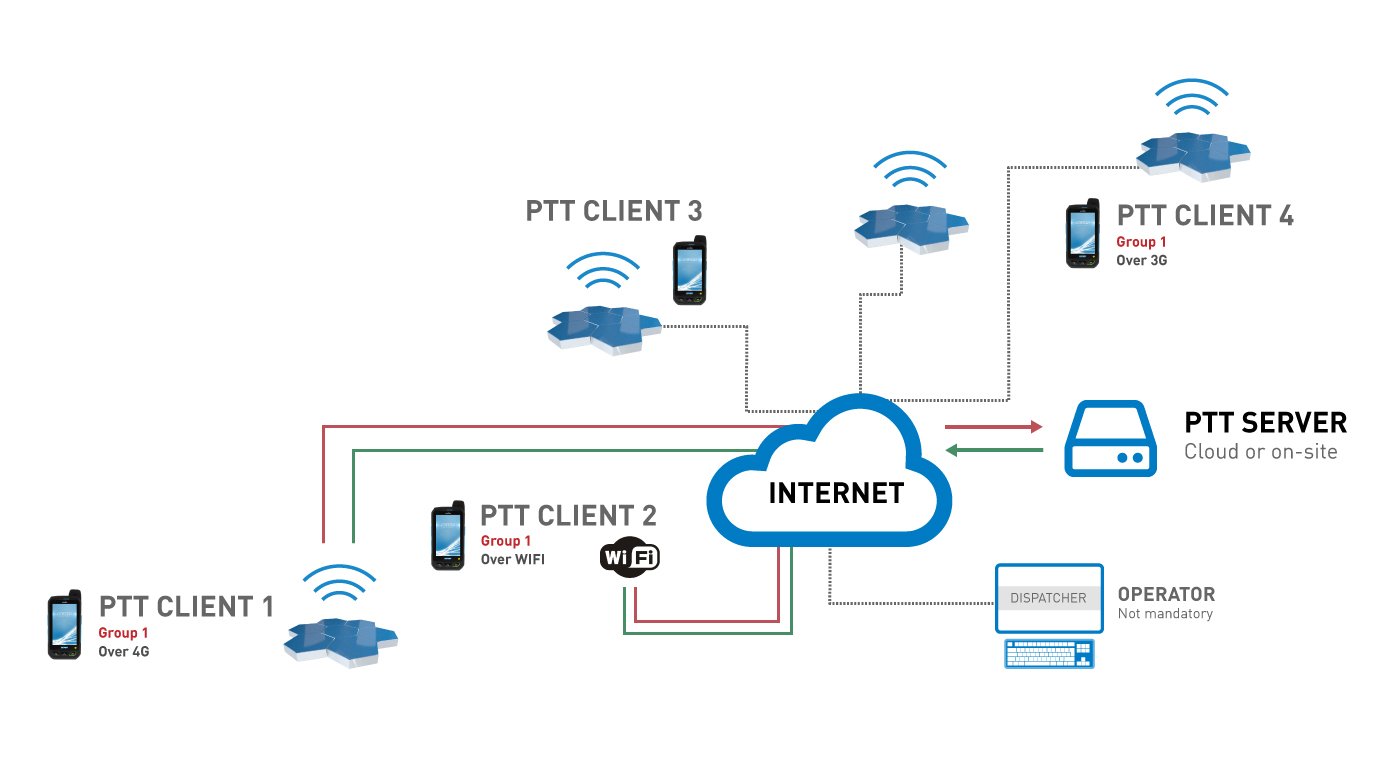 PTT CLIENT 3
PTT CLIENT 4
Group 1
Over 3G
PTT SERVER
Cloud or on-site
INTERNET
PTT CLIENT 2
Group 1
Over WIFI
WiFi
DISPATCHER
OPERATOR
Not mandatory
PTT CLIENT 1
Group 1
Over 4G